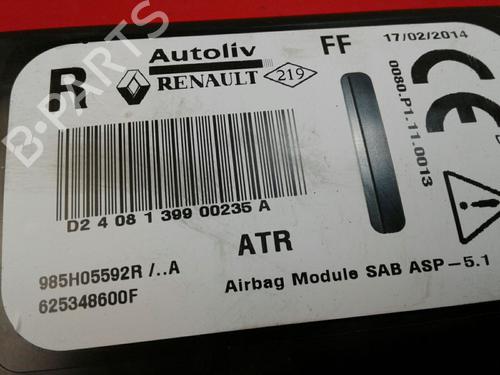 R
Autoliv
FF
17/02/2014
RENAULT
219
CE
0080.P1.11.0013
D2 4 08 1 399 00235 A
ATR
985H05592R /..A
625348600F
Airbag Module SAB ASP-5.1
B-PARTS